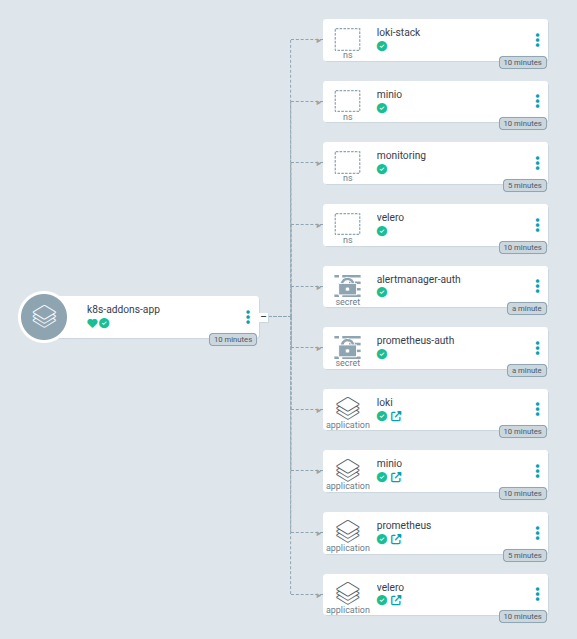 k8s-addons-app
10 minutes
loki-stack
ns
10 minutes
minio
ns
10 minutes
monitoring
ns
5 minutes
velero
ns
10 minutes
alertmanager-auth
secret
a minute
prometheus-auth
secret
a minute
loki
application
10 minutes
minio
application
10 minutes
prometheus
application
5 minutes
velero
application
10 minutes